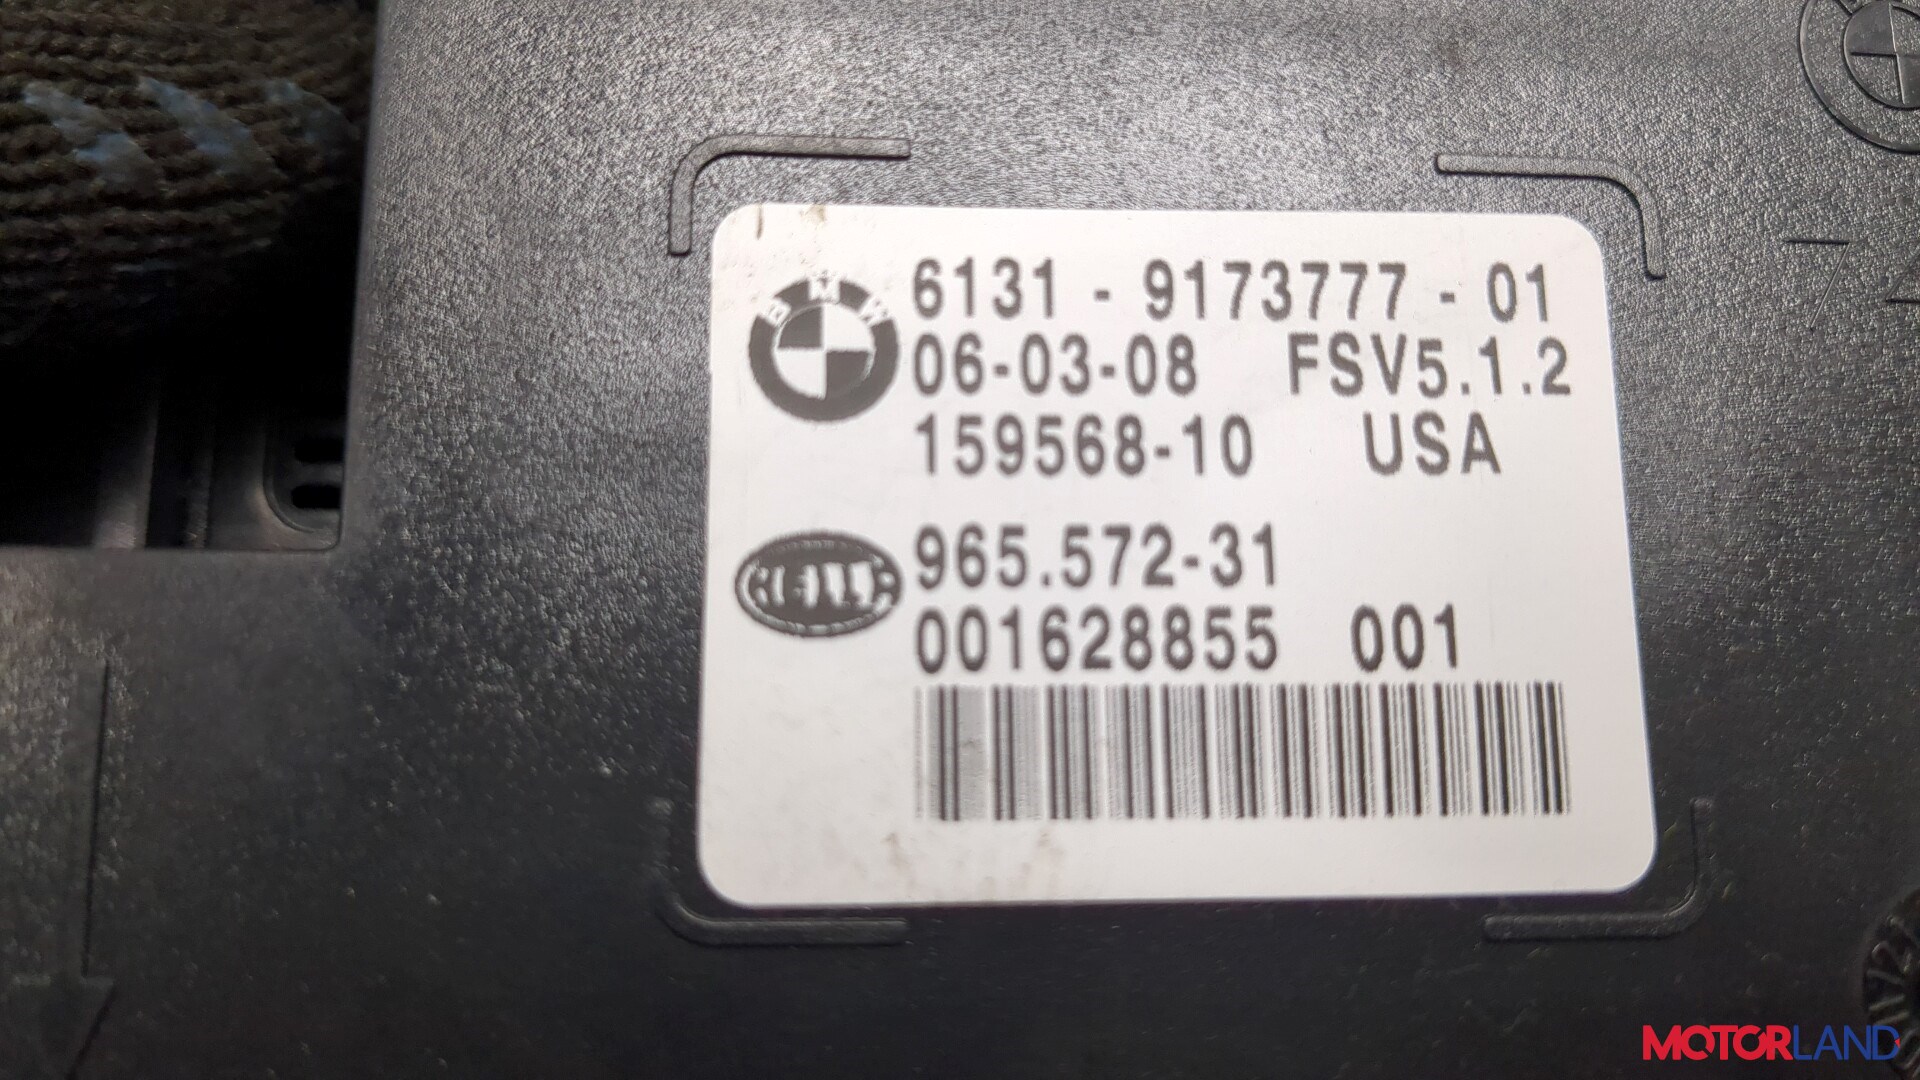 BMW
6131 - 9173777 - 01
06-03-08 FSV5.1.2
159568-10 USA
HELLA
965.572-31
001628855 001
MOTORLAND